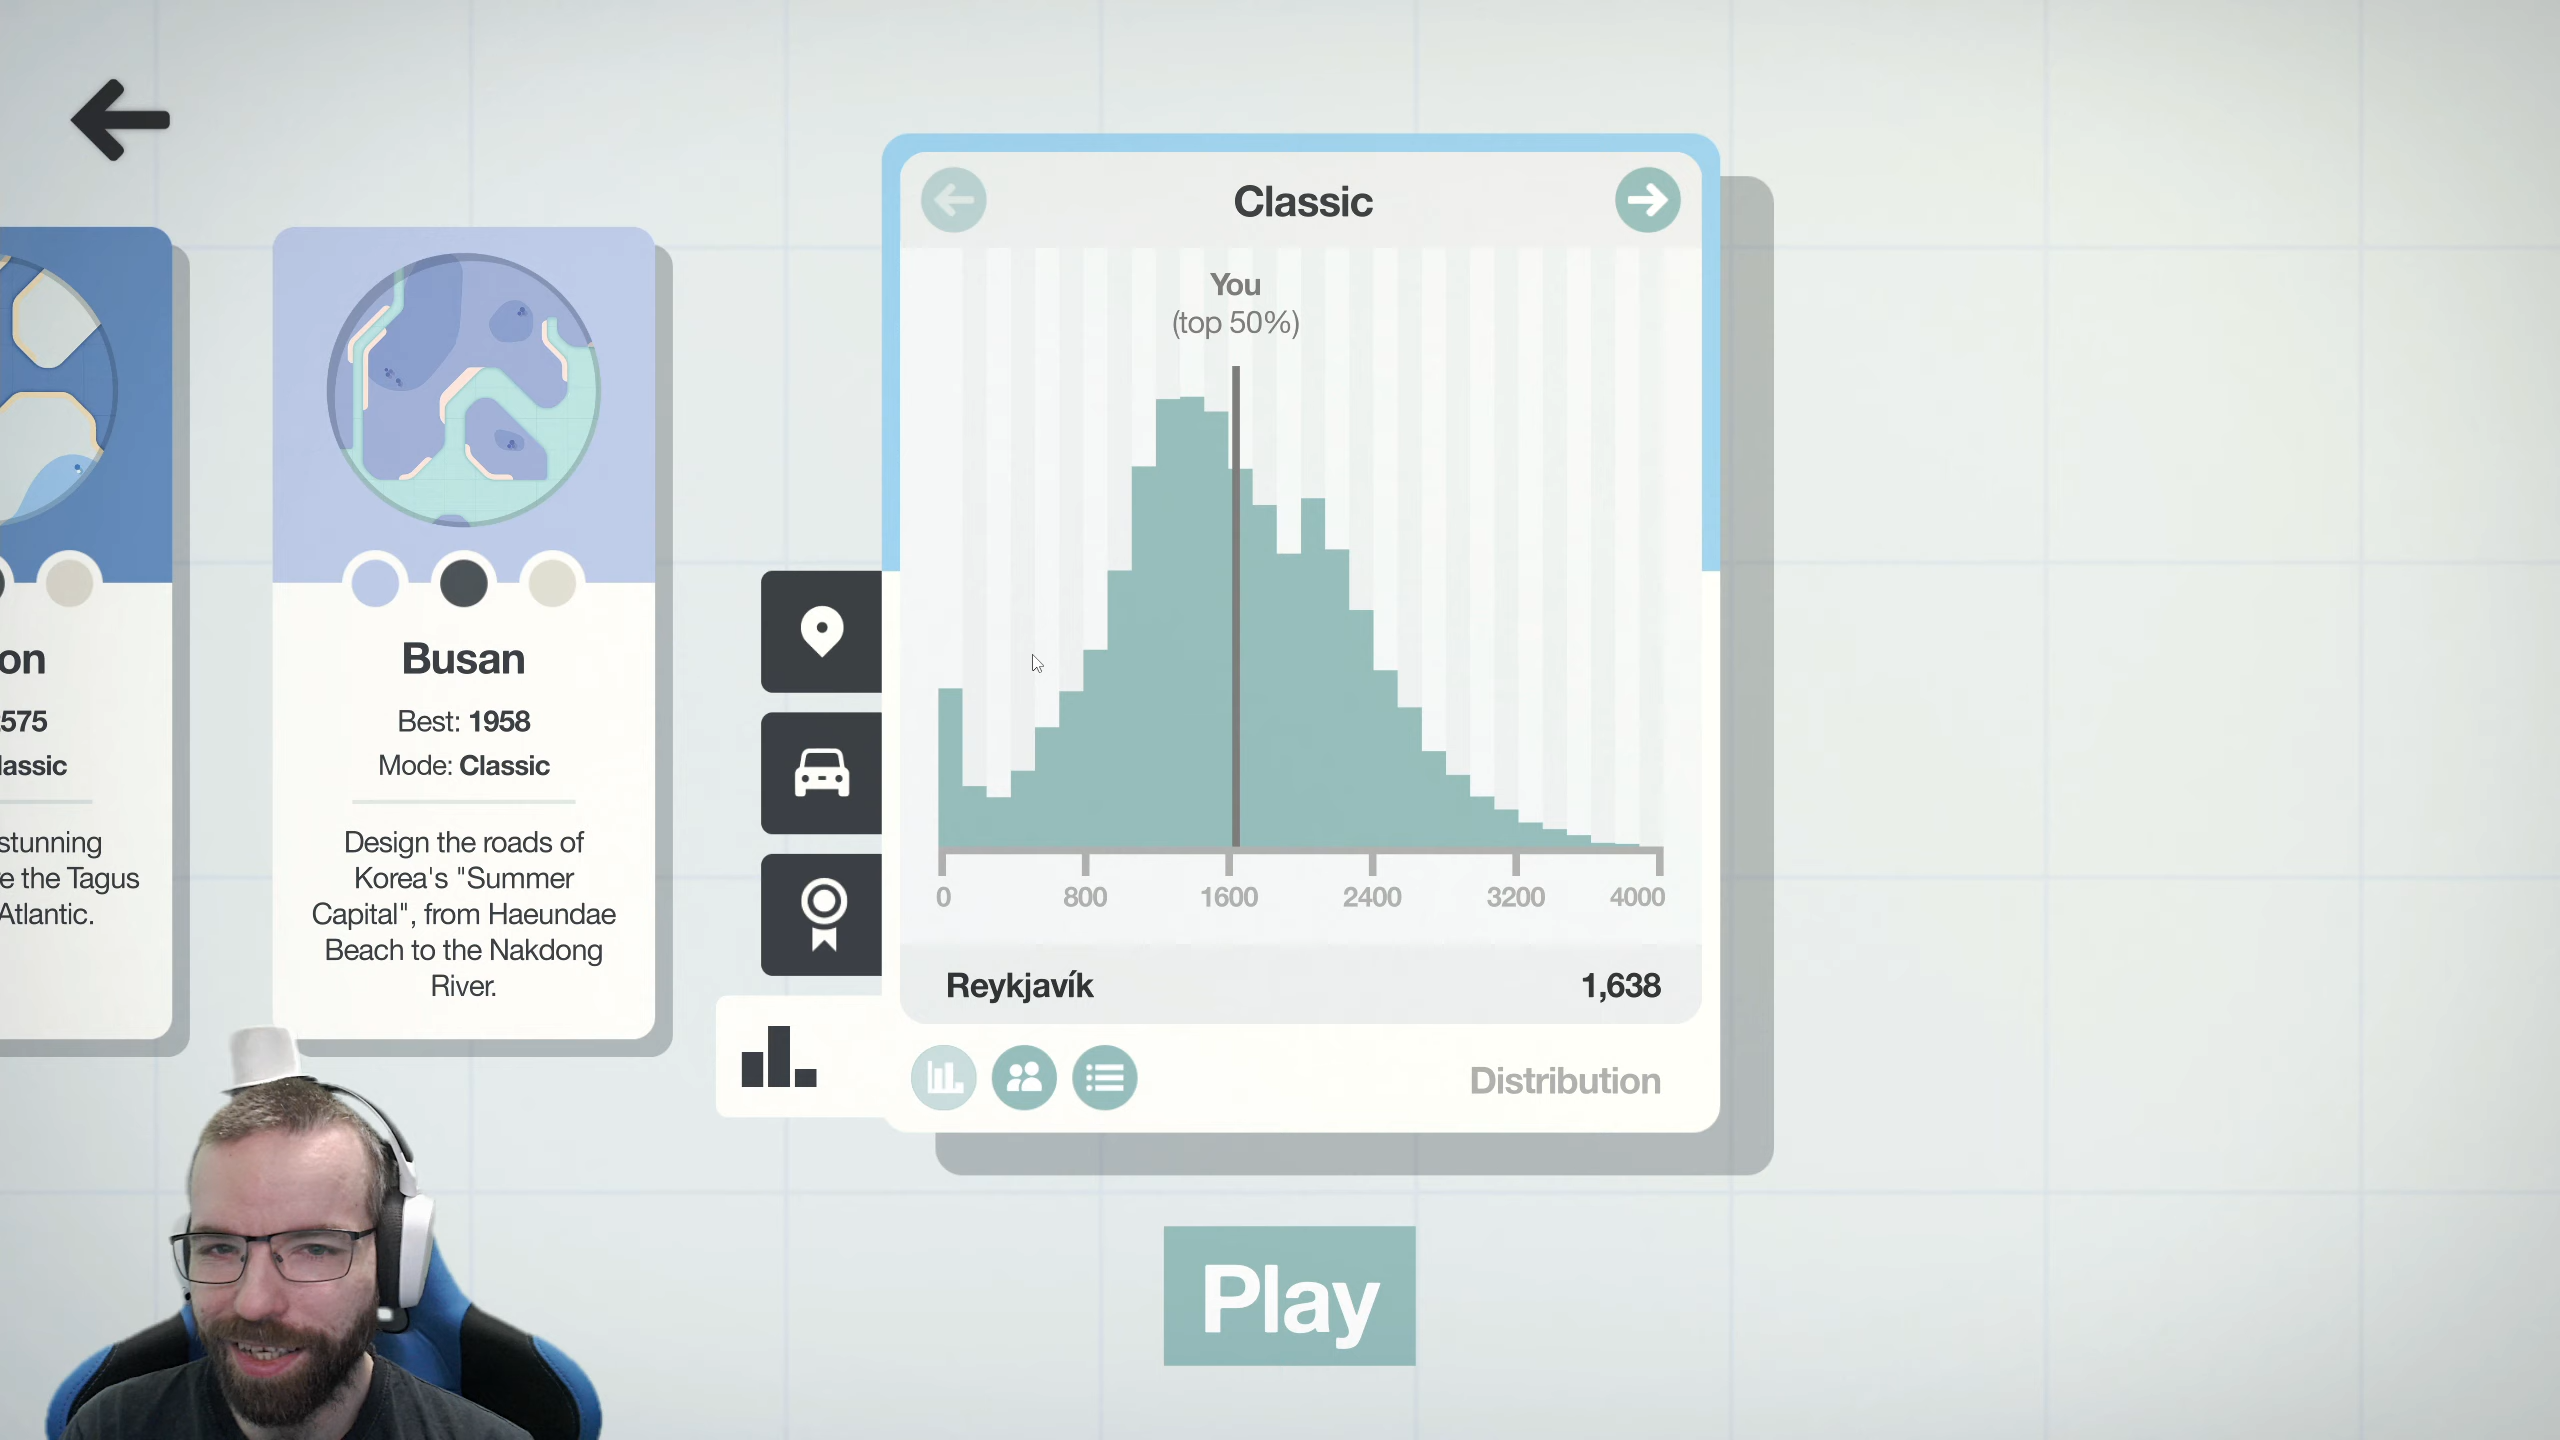 on
575
lassic
stunning
e the Tagus
Atlantic.
Busan
Best: 1958
Mode: Classic
Design the roads of
Korea's "Summer
Capital", from Haeundae
Beach to the Nakdong
River.
Classic
You
(top 50%)
0 800 1600 2400 3200 4000
Reykjavík 1,638
Distribution
Play